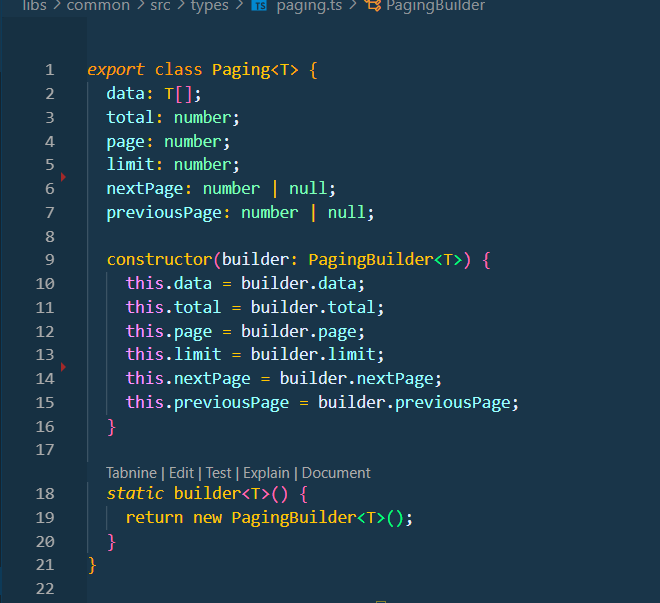 libs > common > src > types > TS paging.ts > PagingBuilder
1 export class Paging<T> {
2 data: T[];
3 total: number;
4 page: number;
5 limit: number;
6 nextPage: number | null;
7 previousPage: number | null;
8
9 constructor(builder: PagingBuilder<T>) {
10 this.data = builder.data;
11 this.total = builder.total;
12 this.page = builder.page;
13 this.limit = builder.limit;
14 this.nextPage = builder.nextPage;
15 this.previousPage = builder.previousPage;
16 }
17
Tabnine | Edit | Test | Explain | Document
18 static builder<T>() {
19 return new PagingBuilder<T>();
20 }
21 }
22